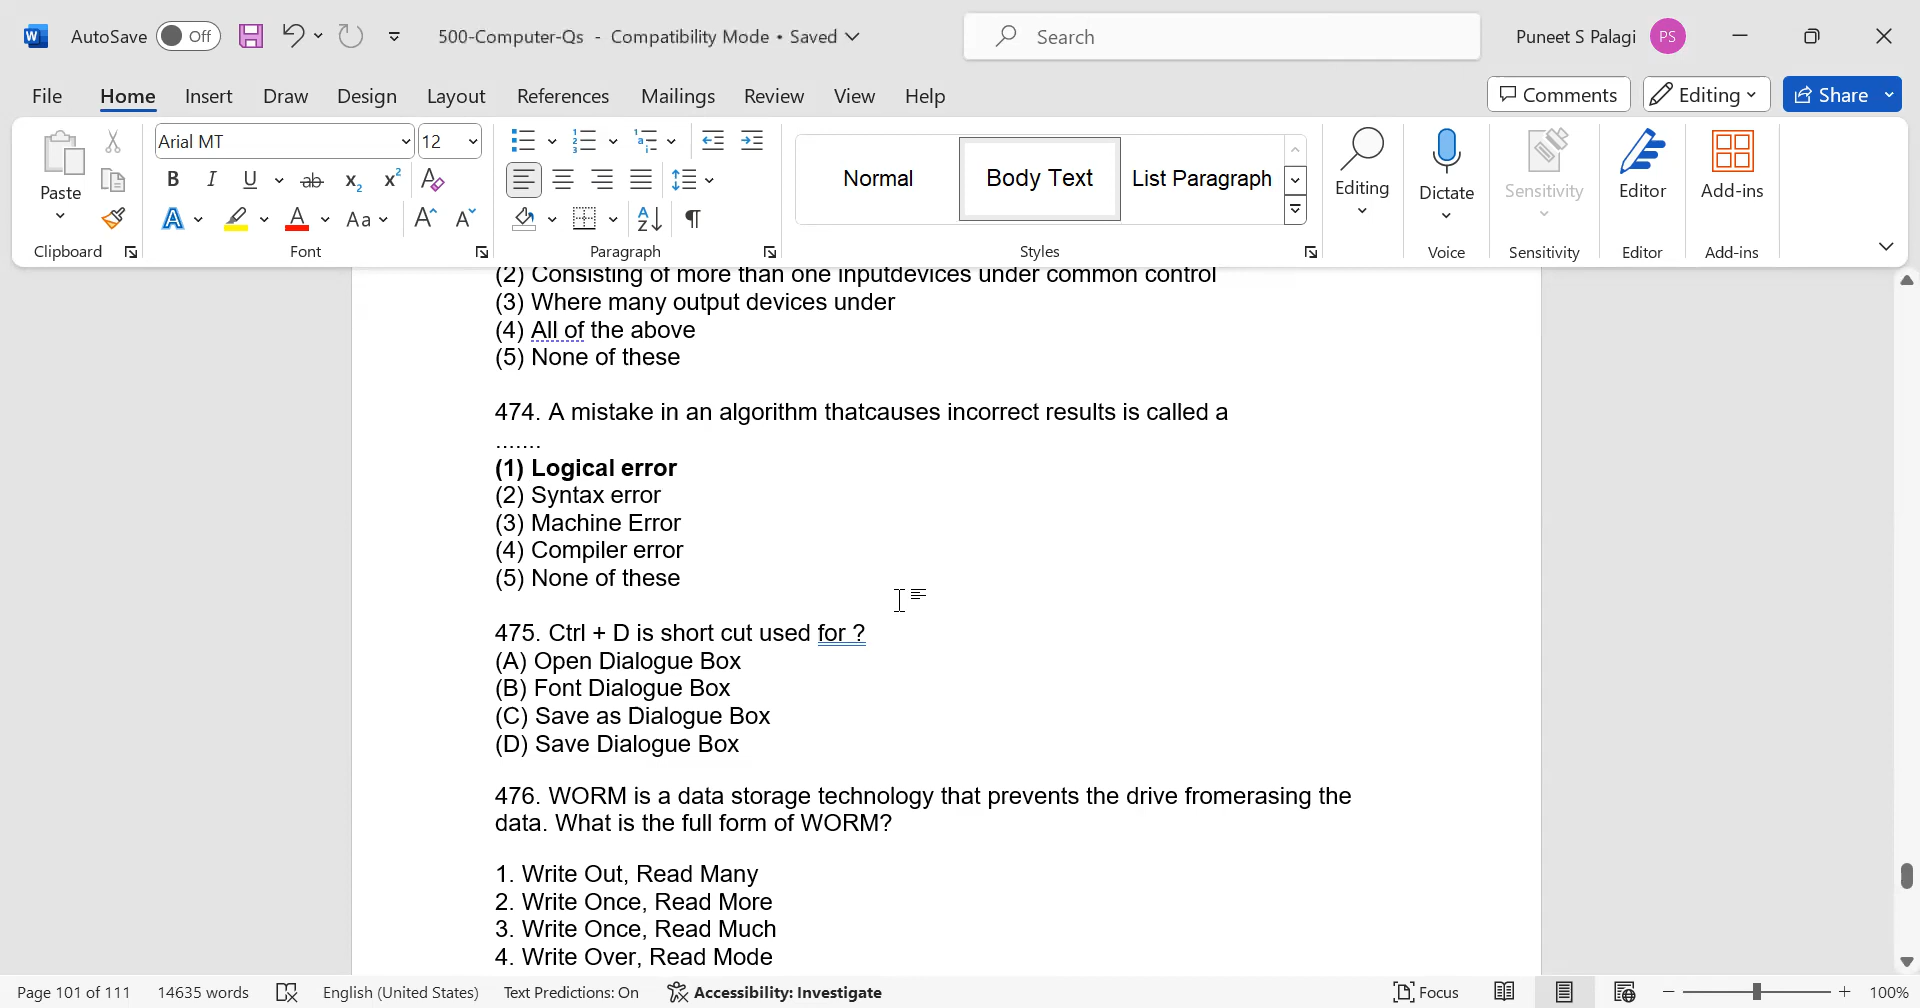 AutoSave Off 500-Computer-Qs - Compatibility Mode • Saved Search Puneet S Palagi PS
File Home Insert Draw Design Layout References Mailings Review View Help Comments Editing Share
Paste Arial MT 12 Normal Body Text List Paragraph Editing Dictate Sensitivity Editor Add-ins
Clipboard Font Paragraph Styles Voice Sensitivity Editor Add-ins
(2) Consisting of more than one inputdevices under common control
(3) Where many output devices under
(4) All of the above
(5) None of these
474. A mistake in an algorithm thatcauses incorrect results is called a
.......
(1) Logical error
(2) Syntax error
(3) Machine Error
(4) Compiler error
(5) None of these
475. Ctrl + D is short cut used for ?
(A) Open Dialogue Box
(B) Font Dialogue Box
(C) Save as Dialogue Box
(D) Save Dialogue Box
476. WORM is a data storage technology that prevents the drive fromerasing the
data. What is the full form of WORM?
1. Write Out, Read Many
2. Write Once, Read More
3. Write Once, Read Much
4. Write Over, Read Mode
Page 101 of 111 14635 words English (United States) Text Predictions: On Accessibility: Investigate Focus 100%